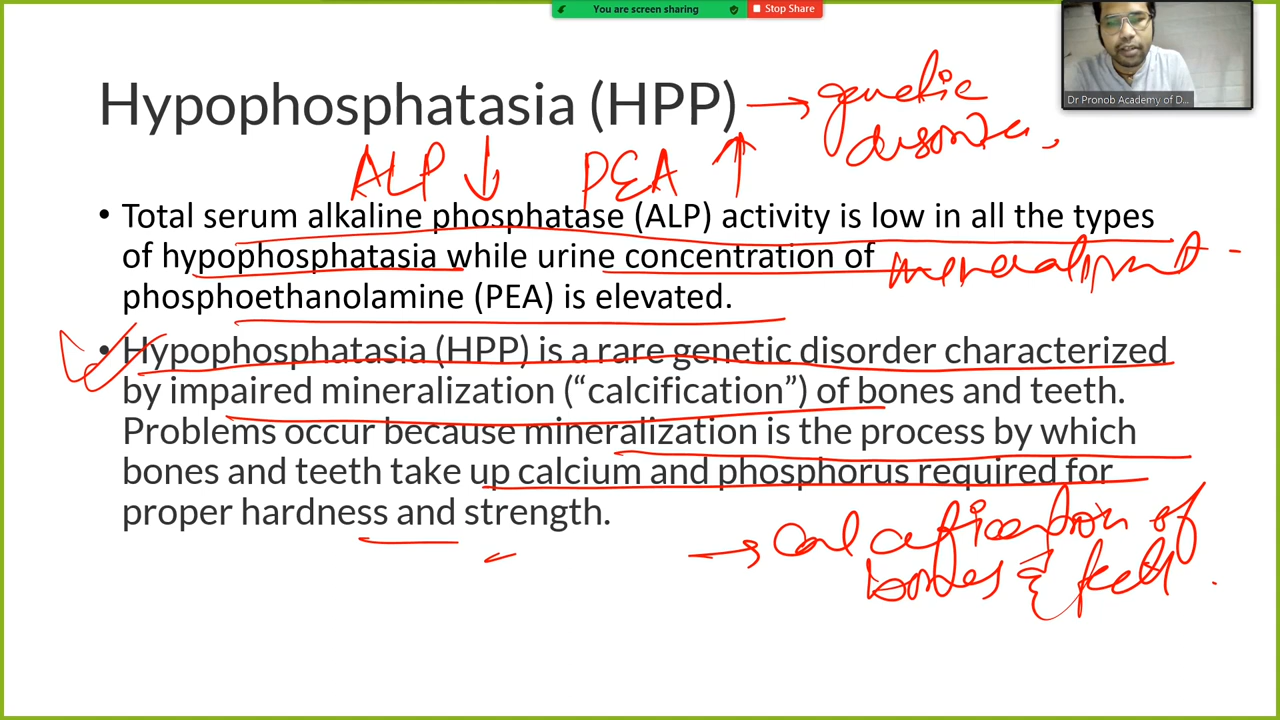 You are screen sharing
Stop Share
Dr Pronob Academy of D...
Hypophosphatasia (HPP) → genetic
disorder,
ALP ↓ PEA ↑
• Total serum alkaline phosphatase (ALP) activity is low in all the types
of hypophosphatasia while urine concentration of
phosphoethanolamine (PEA) is elevated.
• Hypophosphatasia (HPP) is a rare genetic disorder characterized
by impaired mineralization (“calcification”) of bones and teeth.
Problems occur because mineralization is the process by which
bones and teeth take up calcium and phosphorus required for
proper hardness and strength.
→ calcification of
bones & teeth.